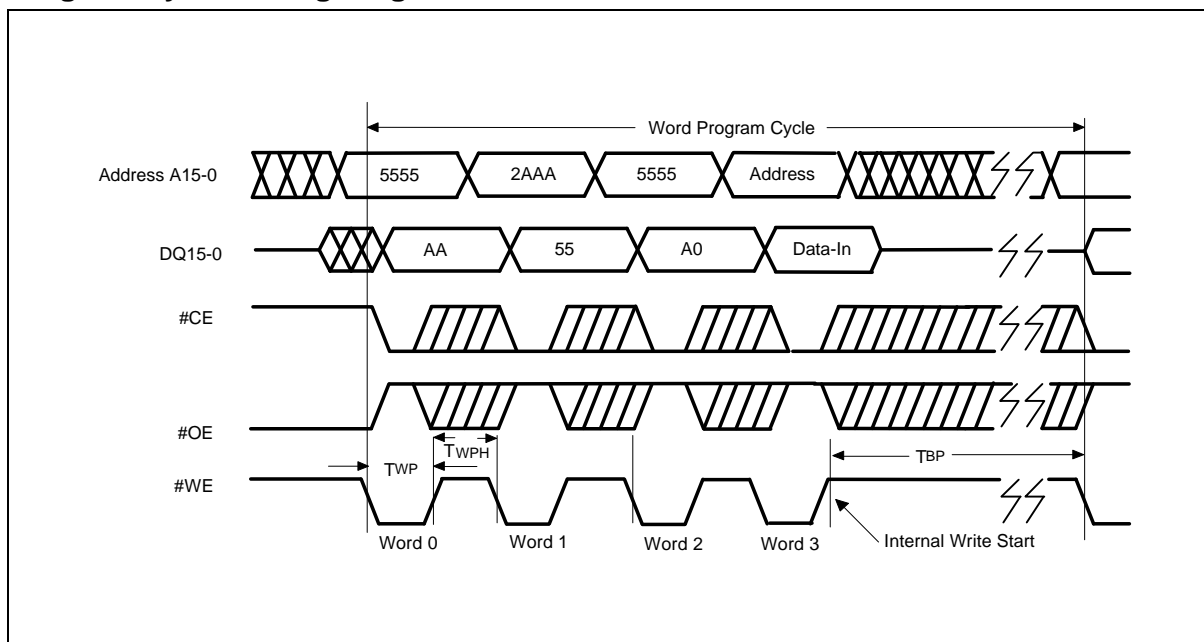 Word Program Cycle
Address A15-0
5555
2AAA
5555
Address
DQ15-0
AA
55
A0
Data-In
#CE
#OE
TWP
TWPH
TBP
#WE
Word 0
Word 1
Word 2
Word 3
Internal Write Start